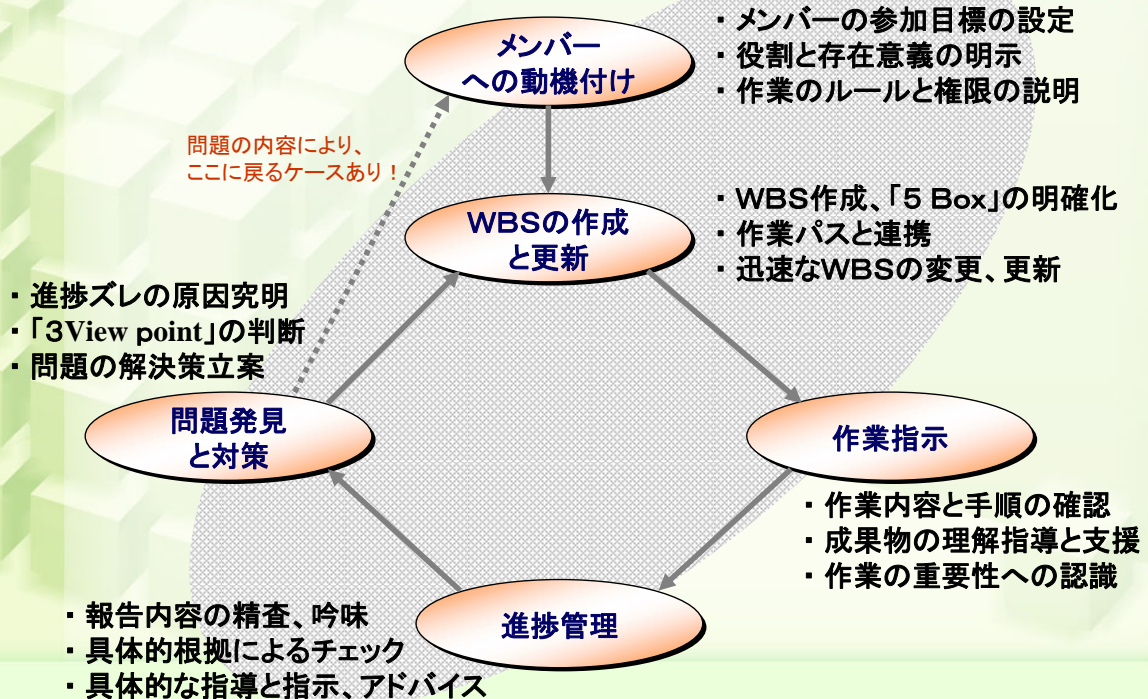 メンバー
への動機付け
・メンバーの参加目標の設定
・役割と存在意義の明示
・作業のルールと権限の説明
問題の内容により、
ここに戻るケースあり！
WBSの作成
と更新
・WBS作成、「5 Box」の明確化
・作業パスと連携
・迅速なWBSの変更、更新
・進捗ズレの原因究明
・「3View point」の判断
・問題の解決策立案
問題発見
と対策
作業指示
・作業内容と手順の確認
・成果物の理解指導と支援
・作業の重要性への認識
進捗管理
・報告内容の精査、吟味
・具体的根拠によるチェック
・具体的な指導と指示、アドバイス